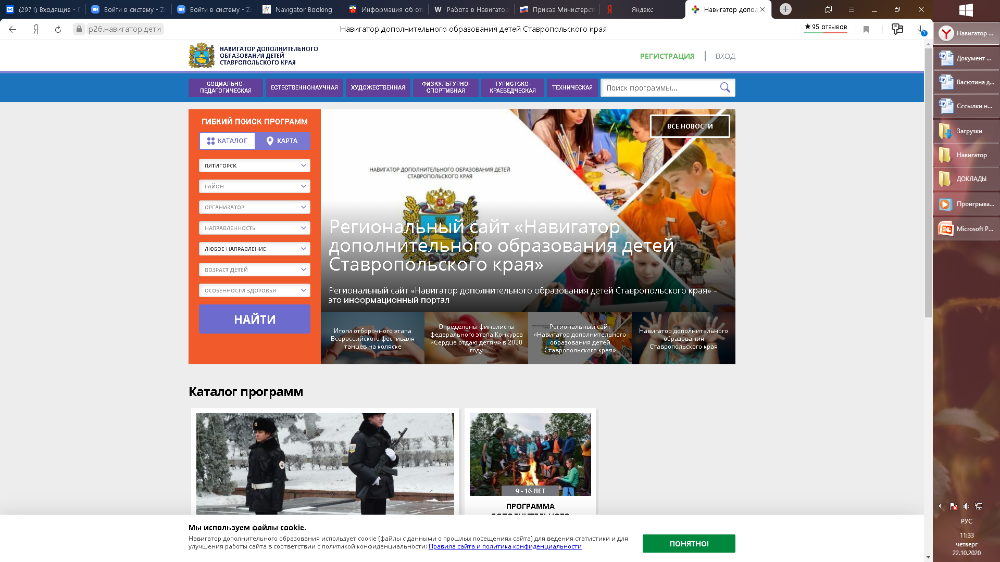 (2971) Входящие - П
Войти в систему - Zo
Войти в систему - Zo
Navigator Booking
Информация об от
Работа в Навигатор
Приказ Министерст
Яндекс
Навигатор допол
р26.навигатор.дети
Навигатор дополнительного образования детей Ставропольского края
★95 отзывов
НАВИГАТОР ДОПОЛНИТЕЛЬНОГО
ОБРАЗОВАНИЯ ДЕТЕЙ
СТАВРОПОЛЬСКОГО КРАЯ
РЕГИСТРАЦИЯ
ВХОД
СОЦИАЛЬНО-
ПЕДАГОГИЧЕСКАЯ
ЕСТЕСТВЕННОНАУЧНАЯ
ХУДОЖЕСТВЕННАЯ
ФИЗКУЛЬТУРНО-
СПОРТИВНАЯ
ТУРИСТСКО-
КРАЕВЕДЧЕСКАЯ
ТЕХНИЧЕСКАЯ
Поиск программы...
ГИБКИЙ ПОИСК ПРОГРАММ
КАТАЛОГ
КАРТА
ПЯТИГОРСК
РАЙОН
ОРГАНИЗАТОР
НАПРАВЛЕННОСТЬ
ЛЮБОЕ НАПРАВЛЕНИЕ
ВОЗРАСТ ДЕТЕЙ
ОСОБЕННОСТИ ЗДОРОВЬЯ
НАЙТИ
ВСЕ НОВОСТИ
НАВИГАТОР ДОПОЛНИТЕЛЬНОГО ОБРАЗОВАНИЯ ДЕТЕЙ
СТАВРОПОЛЬСКОГО КРАЯ
Региональный сайт «Навигатор
дополнительного образования детей
Ставропольского края»
Региональный сайт «Навигатор дополнительного образования детей Ставропольского края» –
это информационный портал
Итоги отборочного этапа
Всероссийского фестиваля
танцев на коляске
Определены финалисты
федерального этапа Конкурса
«Сердце отдаю детям» в 2020
году
Региональный сайт
«Навигатор дополнительного
образования детей
Ставропольского края»
Навигатор дополнительного
образования
Ставропольского края
Каталог программ
9 - 16 ЛЕТ
ПРОГРАММА
ДОПОЛНИТЕЛЬНОГО
Мы используем файлы cookie.
Навигатор дополнительного образования использует cookie (файлы с данными о прошлых посещениях сайта) для ведения статистики и для
улучшения работы сайта в соответствии с политикой конфиденциальности: Правила сайта и политика конфиденциальности
ПОНЯТНО!
Навигатор ...
Документ ...
Васютина д...
Сссылки н...
Загрузки
Навигатор
ДОКЛАДЫ
Проигрыва...
Microsoft P...
РУС
11:33
четверг
22.10.2020